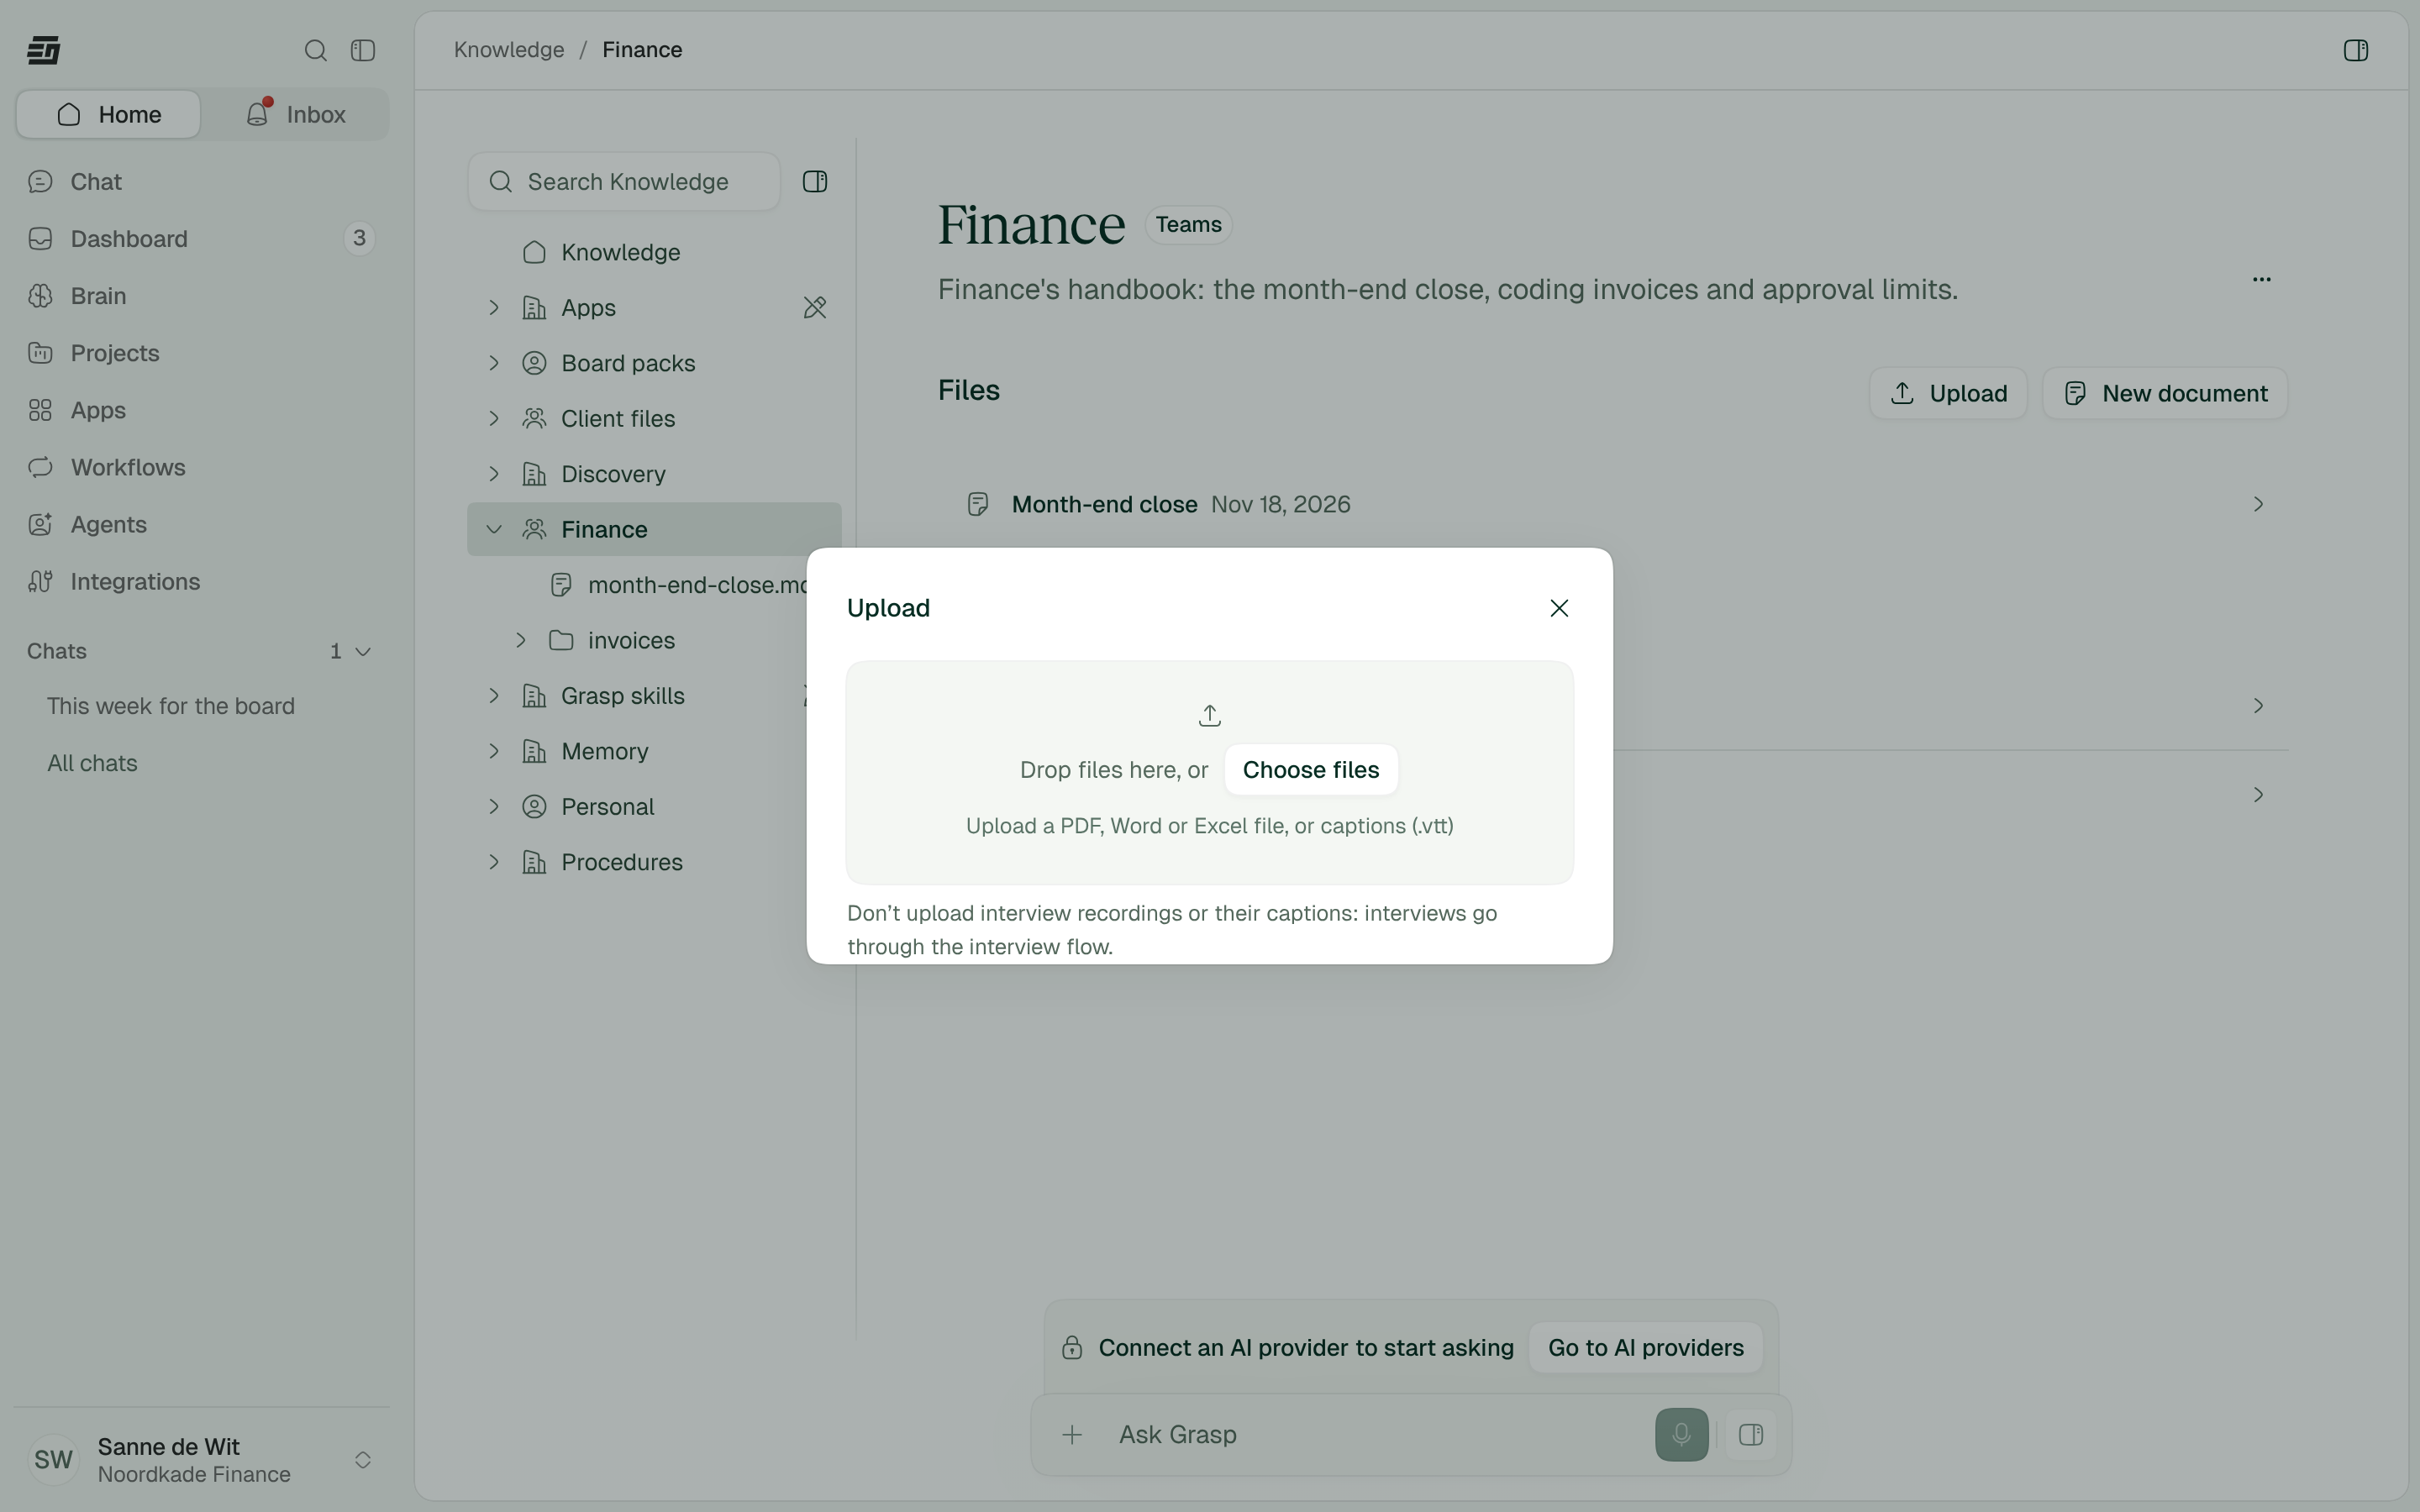 Home
Inbox
Chat
Dashboard
3
Brain
Projects
Apps
Workflows
Agents
Integrations
Chats
1
This week for the board
All chats
SW
Sanne de Wit
Noordkade Finance
Knowledge / Finance
Search Knowledge
Knowledge
Apps
Board packs
Client files
Discovery
Finance
month-end-close.md
invoices
Grasp skills
Memory
Personal
Procedures
Finance
Teams
Finance's handbook: the month-end close, coding invoices and approval limits.
Files
Upload
New document
Month-end close Nov 18, 2026
Upload
Drop files here, or Choose files
Upload a PDF, Word or Excel file, or captions (.vtt)
Don’t upload interview recordings or their captions: interviews go
through the interview flow.
Connect an AI provider to start asking
Go to AI providers
Ask Grasp